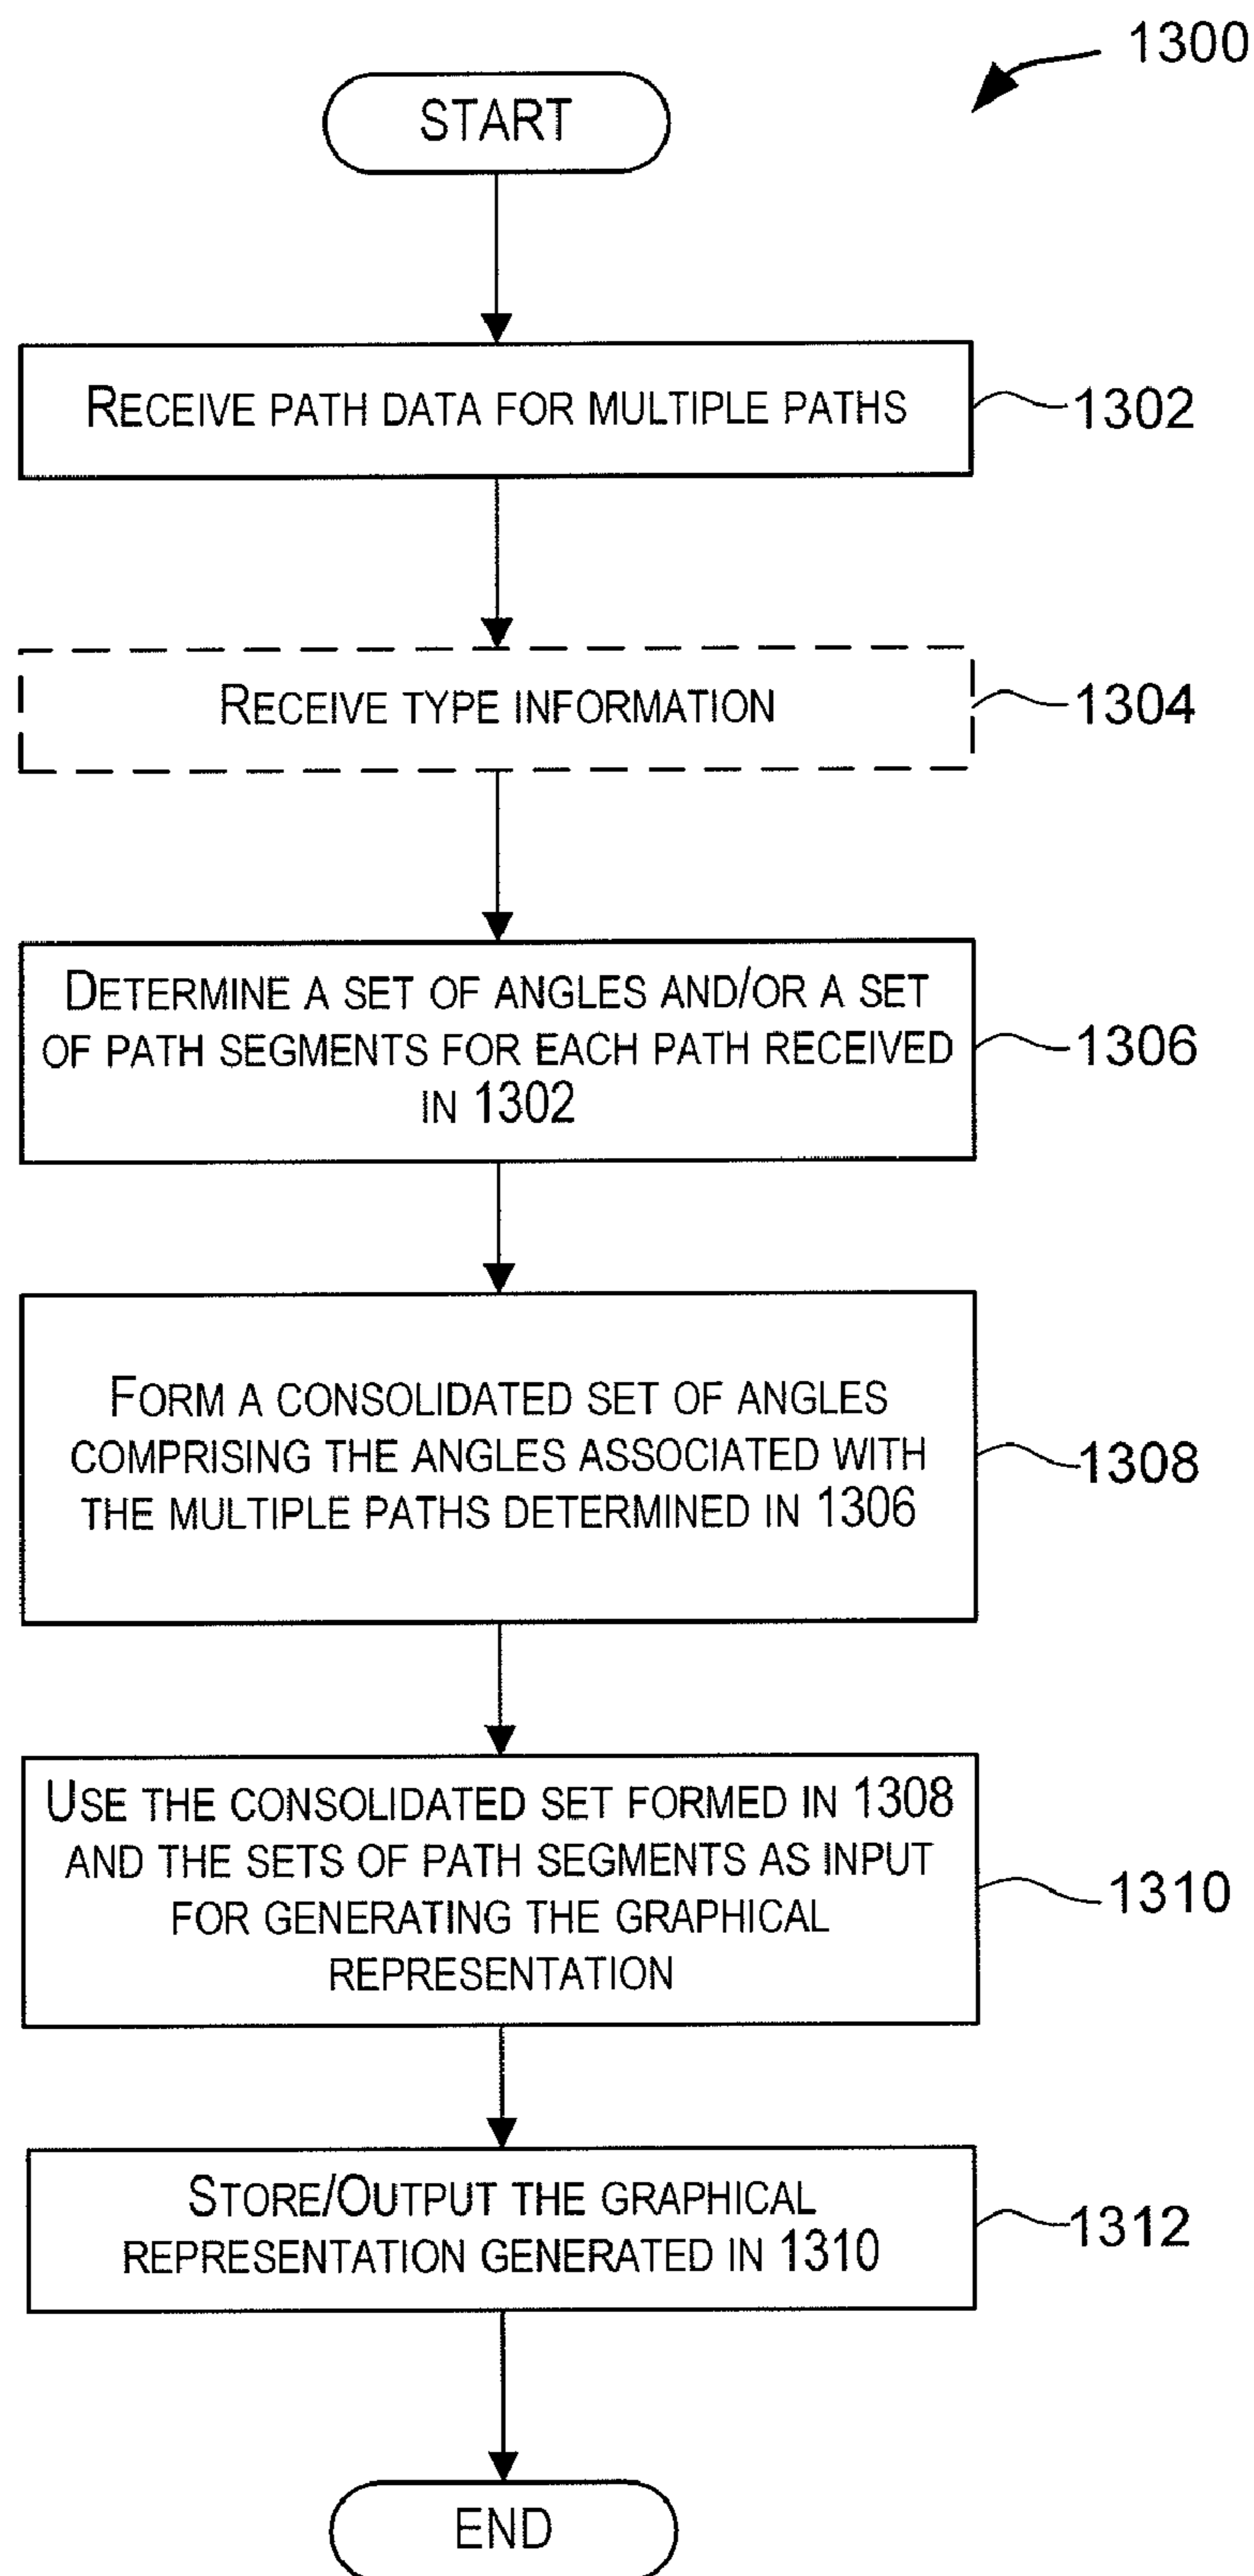 1300
START
RECEIVE PATH DATA FOR MULTIPLE PATHS
1302
RECEIVE TYPE INFORMATION
1304
DETERMINE A SET OF ANGLES AND/OR A SET
OF PATH SEGMENTS FOR EACH PATH RECEIVED
IN 1302
1306
FORM A CONSOLIDATED SET OF ANGLES
COMPRISING THE ANGLES ASSOCIATED WITH
THE MULTIPLE PATHS DETERMINED IN 1306
1308
USE THE CONSOLIDATED SET FORMED IN 1308
AND THE SETS OF PATH SEGMENTS AS INPUT
FOR GENERATING THE GRAPHICAL
REPRESENTATION
1310
STORE/OUTPUT THE GRAPHICAL
REPRESENTATION GENERATED IN 1310
1312
END